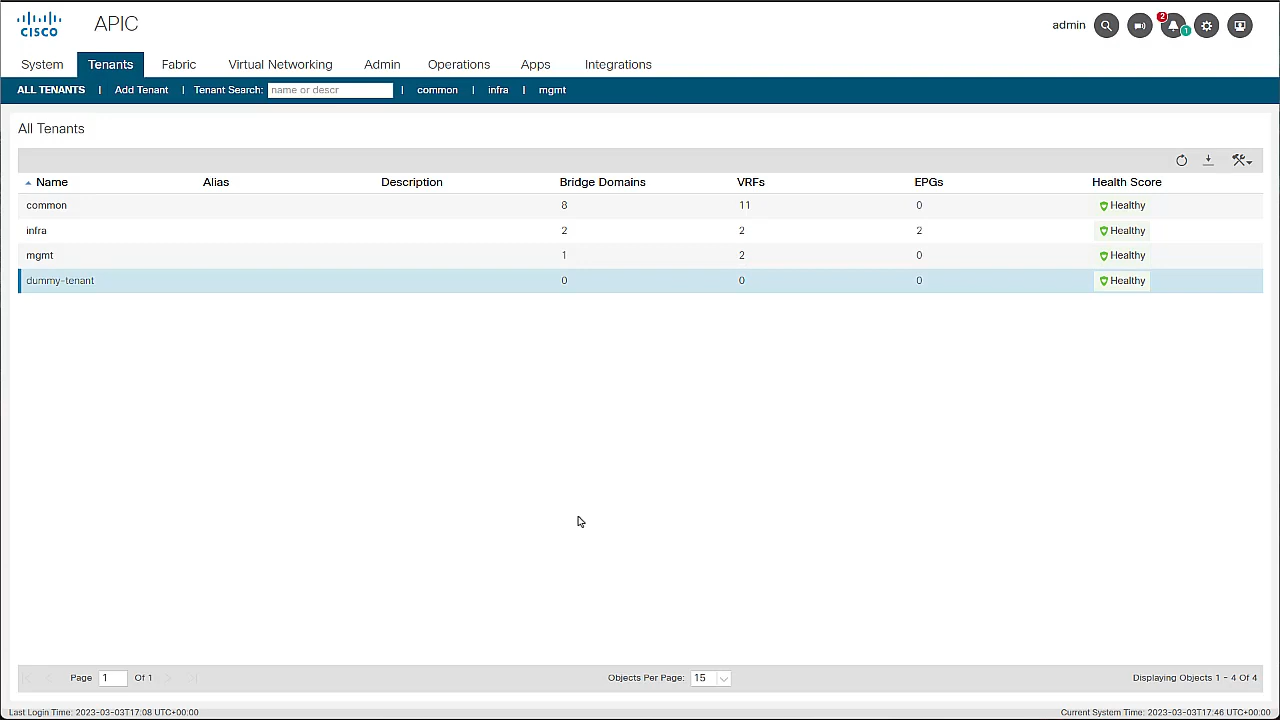 CISCO APIC admin 2 1
System Tenants Fabric Virtual Networking Admin Operations Apps Integrations
ALL TENANTS | Add Tenant | Tenant Search: name or descr | common | infra | mgmt
All Tenants
Name Alias Description Bridge Domains VRFs EPGs Health Score
common 8 11 0 Healthy
infra 2 2 2 Healthy
mgmt 1 2 0 Healthy
dummy-tenant 0 0 0 Healthy
Page 1 Of 1 Objects Per Page: 15 Displaying Objects 1 - 4 Of 4
Last Login Time: 2023-03-03T17:08 UTC+00:00 Current System Time: 2023-03-03T17:46 UTC+00:00